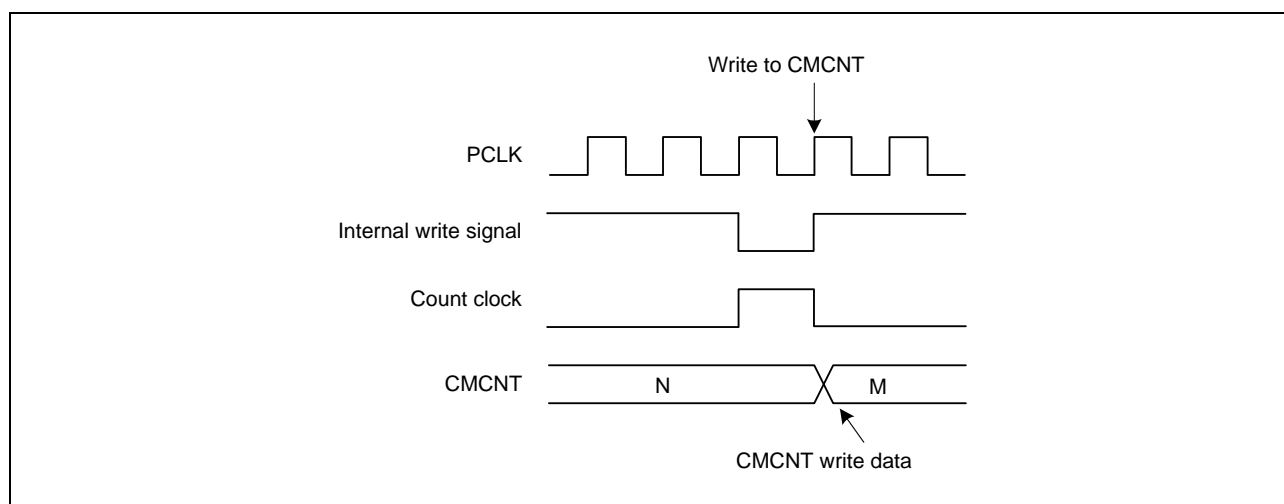 Write to CMCNT
PCLK
Internal write signal
Count clock
CMCNT
N
M
CMCNT write data